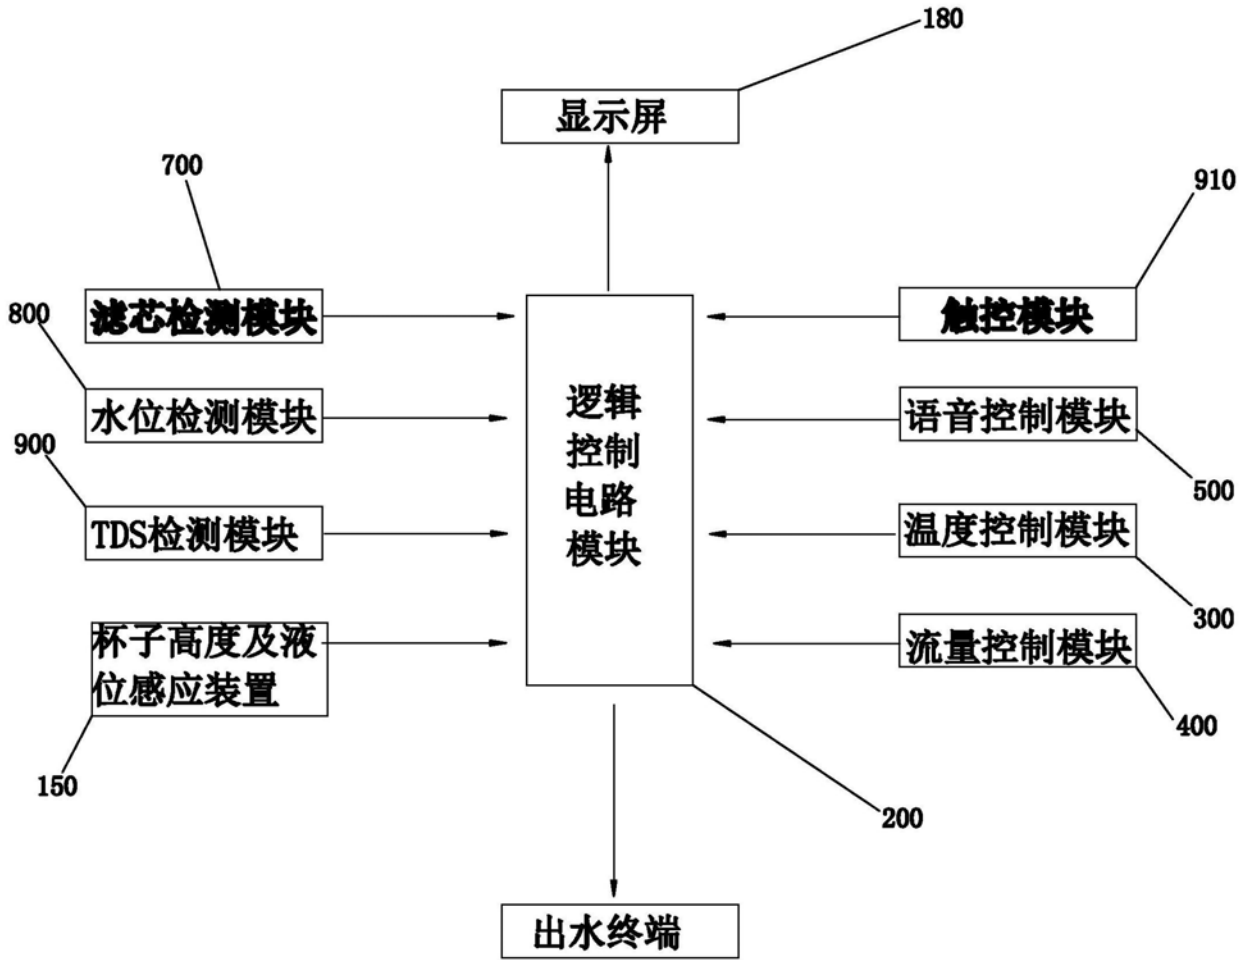 180
显示屏
700
910
滤芯检测模块
触控模块
800
水位检测模块
语音控制模块
逻辑
控制
电路
模块
900
500
TDS检测模块
温度控制模块
300
杯子高度及液
位感应装置
流量控制模块
400
150
200
出水终端